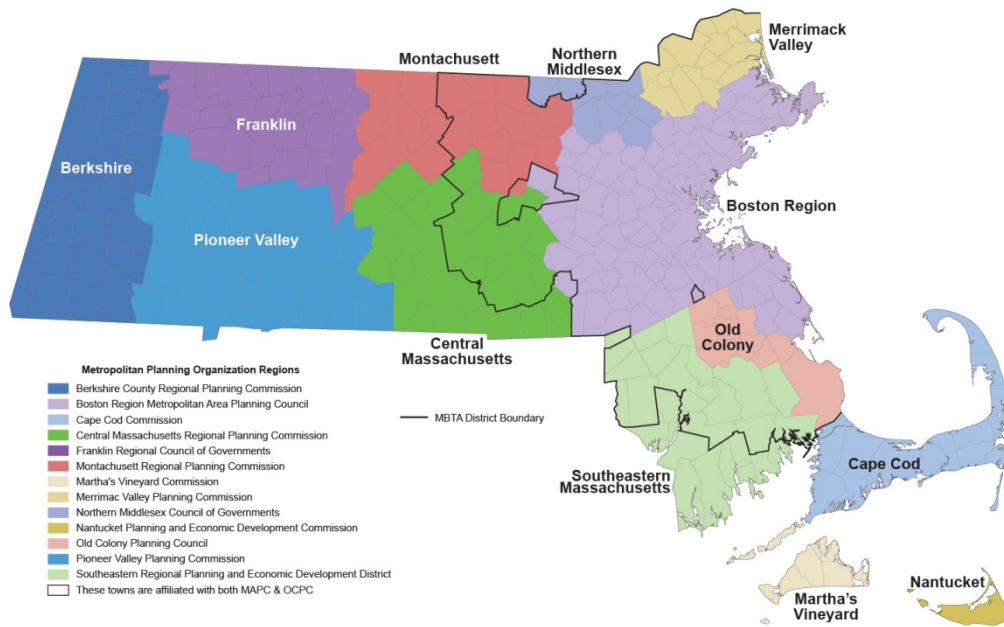 Merrimack
Valley
Northern
Middlesex
Montachusett
Franklin
Berkshire
Boston Region
Pioneer Valley
Old
Colony
Central
Massachusetts
Cape Cod
Southeastern
Massachusetts
Nantucket
Martha's
Vineyard
Metropolitan Planning Organization Regions
Berkshire County Regional Planning Commission
Boston Region Metropolitan Area Planning Council
Cape Cod Commission
Central Massachusetts Regional Planning Commission
Franklin Regional Council of Governments
Montachusett Regional Planning Commission
Martha's Vineyard Commission
Merrimac Valley Planning Commission
Northern Middlesex Council of Governments
Nantucket Planning and Economic Development Commission
Old Colony Planning Council
Pioneer Valley Planning Commission
Southeastern Regional Planning and Economic Development District
These towns are affiliated with both MAPC & OCPC
MBTA District Boundary